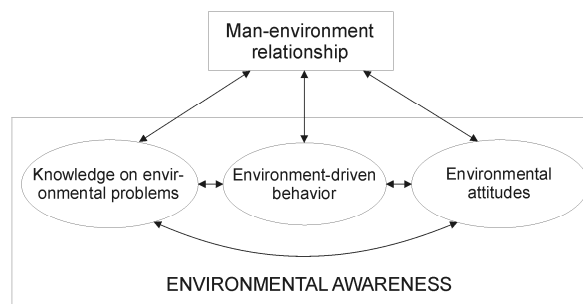 Man-environment
relationship
Knowledge on envir-
onmental problems
Environment-driven
behavior
Environmental
attitudes
ENVIRONMENTAL AWARENESS